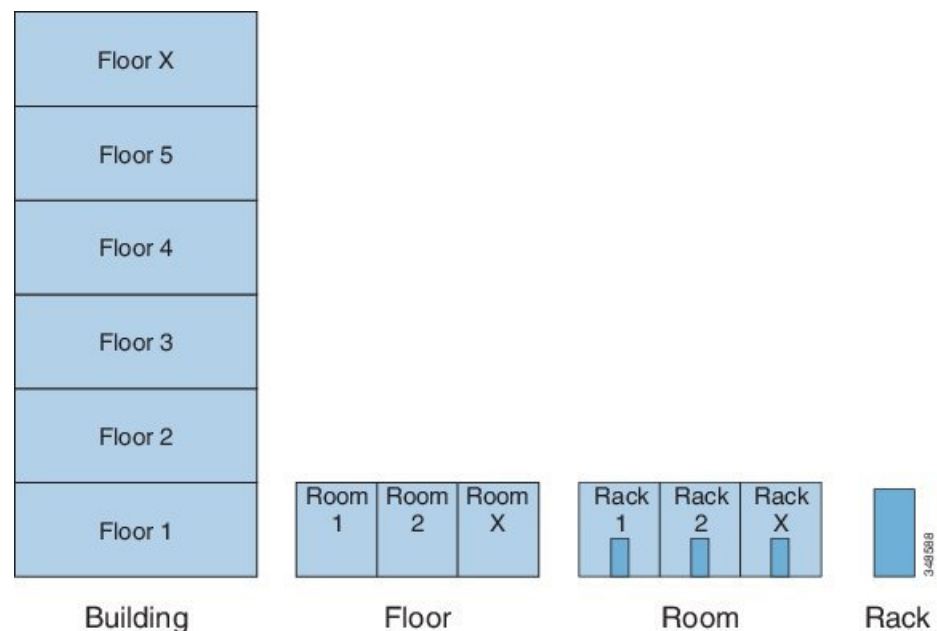 Floor X
Floor 5
Floor 4
Floor 3
Floor 2
Floor 1
Building
Room 1
Room 2
Room X
Floor
Rack 1
Rack 2
Rack X
Room
Rack
348588